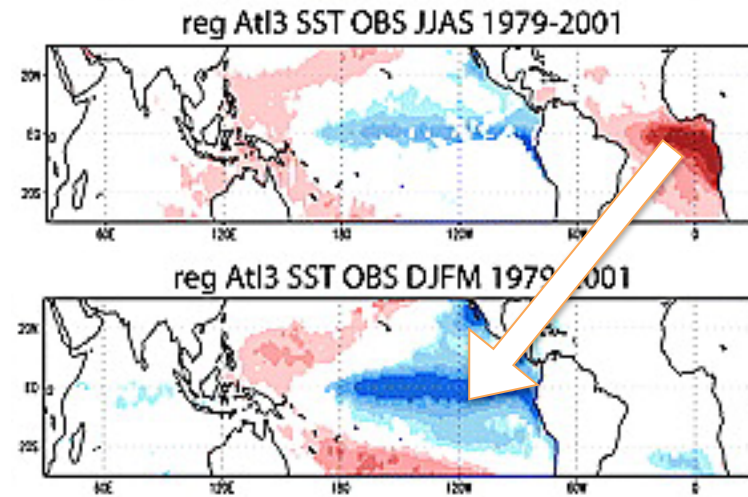 reg Atl3 SST OBS JJAS 1979-2001
20N
EQ
20S
60E 120E 180 120W 60W 0
reg Atl3 SST OBS DJFM 1979-2001
20N
EQ
20S
60E 120E 180 120W 60W 0